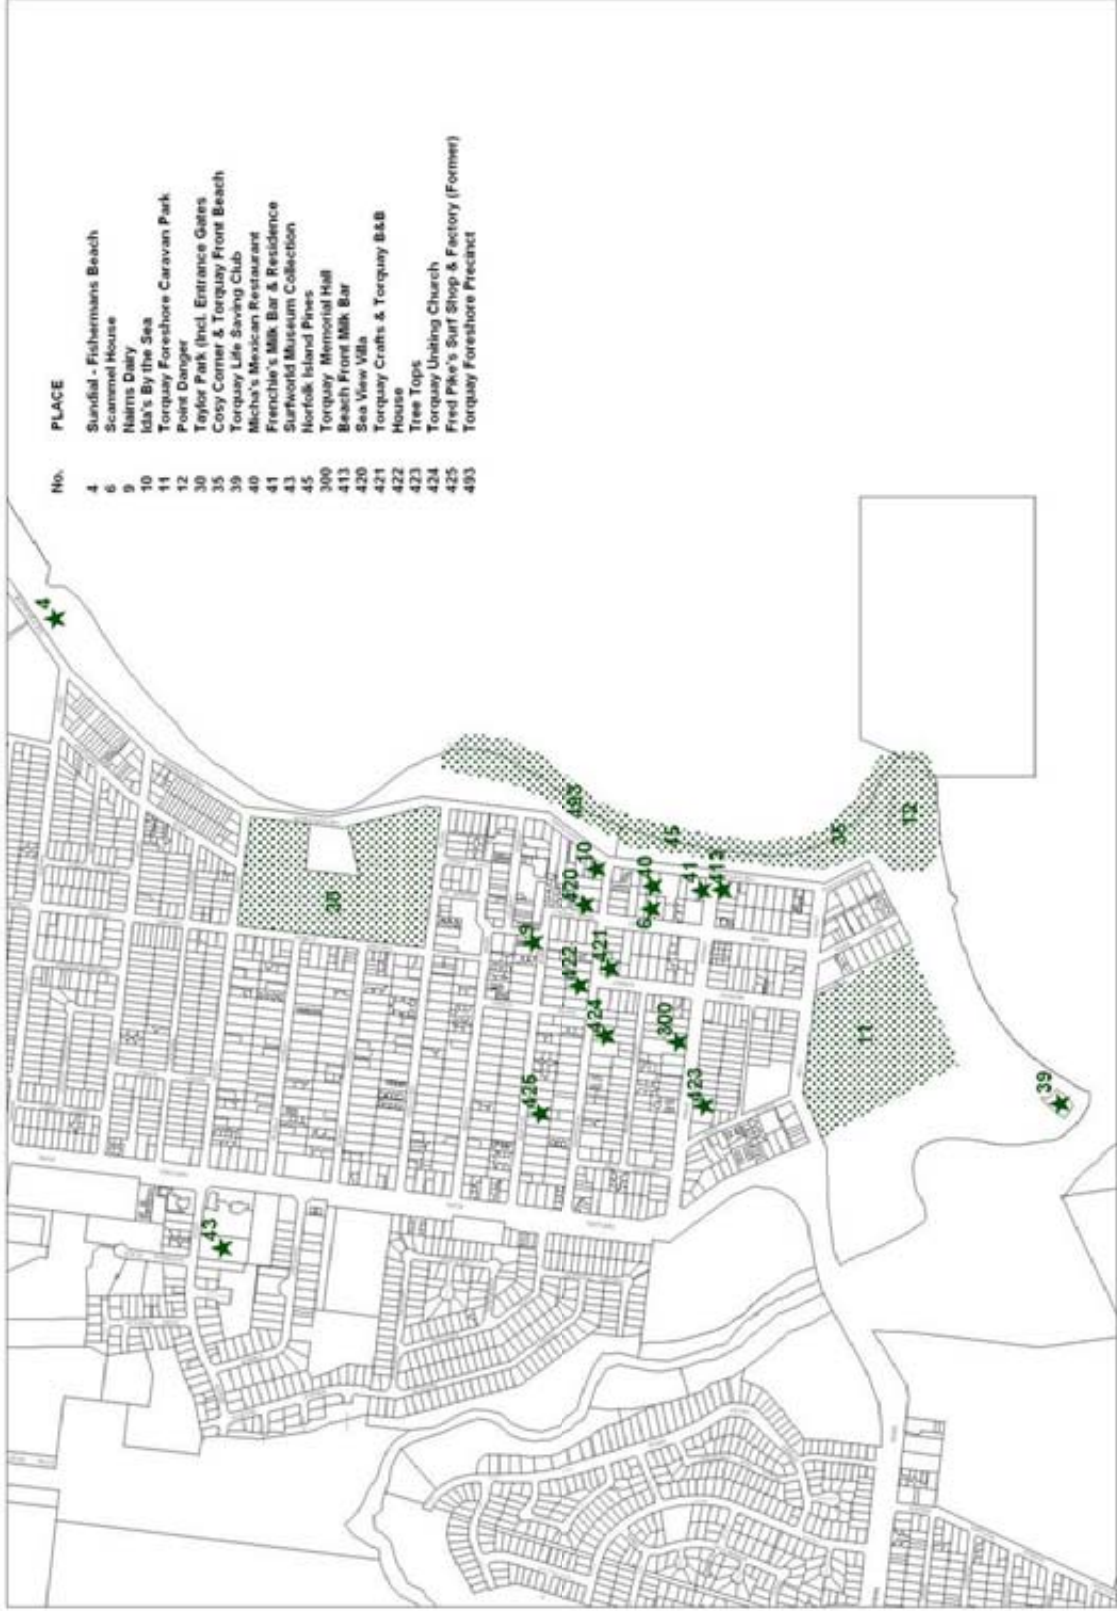 No. PLACE
4 Sundial - Fishermans Beach
6 Scammel House
9 Nairns Dairy
10 Ida's By the Sea
11 Torquay Foreshore Caravan Park
12 Point Danger
30 Taylor Park (Incl. Entrance Gates
35 Cosy Corner & Torquay Front Beach
39 Torquay Life Saving Club
40 Micha's Mexican Restaurant
41 Frenchie's Milk Bar & Residence
43 Surfworld Museum Collection
45 Norfolk Island Pines
300 Torquay Memorial Hall
413 Beach Front Milk Bar
420 Sea View Villa
421 Torquay Crafts & Torquay B&B
422 House
423 Tree Tops
424 Torquay Uniting Church
425 Fred Pike's Surf Shop & Factory (Former)
493 Torquay Foreshore Precinct
4
30
493
10
420
9
45
40
6
41
413
35
12
422
421
424
300
11
425
423
39
43